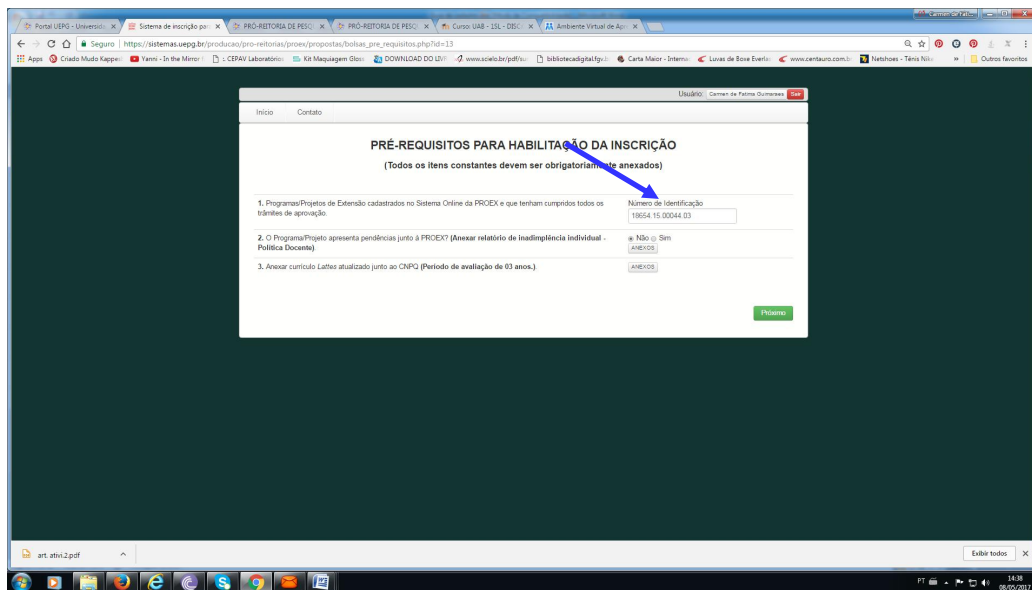 Portal UEPG - Universida
Sistema de inscrição par
PRÓ-REITORIA DE PESQ
PRÓ-REITORIA DE PESQ
Curso: UAB - 1SL - DISC
Ambiente Virtual de Apr
Seguro | https://sistemas.uepg.br/producao/pro-reitorias/proex/propostas/bolsas_pre_requisitos.php?id=13
Apps
Criado Mudo Kappes
Yanni - In the Mirror
:: CEPAV Laboratórios
Kit Maquiagem Gloss
DOWNLOAD DO LIV
www.scielo.br/pdf/su
bibliotecadigital.fgv.b
Carta Maior - Interna
Luvas de Boxe Everla
www.centauro.com.b
Netshoes - Tênis Nike
»
Outros favoritos
Usuário: Carmen de Fatima Guimaraes Sair
Início Contato
PRÉ-REQUISITOS PARA HABILITAÇÃO DA INSCRIÇÃO
(Todos os itens constantes devem ser obrigatoriamente anexados)
1. Programas/Projetos de Extensão cadastrados no Sistema Online da PROEX e que tenham cumpridos todos os
trâmites de aprovação.
Número de Identificação
18654.15.00044.03
2. O Programa/Projeto apresenta pendências junto à PROEX? (Anexar relatório de inadimplência individual -
Política Docente).
Não Sim
ANEXOS
3. Anexar currículo Lattes atualizado junto ao CNPQ (Período de avaliação de 03 anos.).
ANEXOS
Próximo
art. ativi.2.pdf
Exibir todos
PT
14:38
08/05/2017